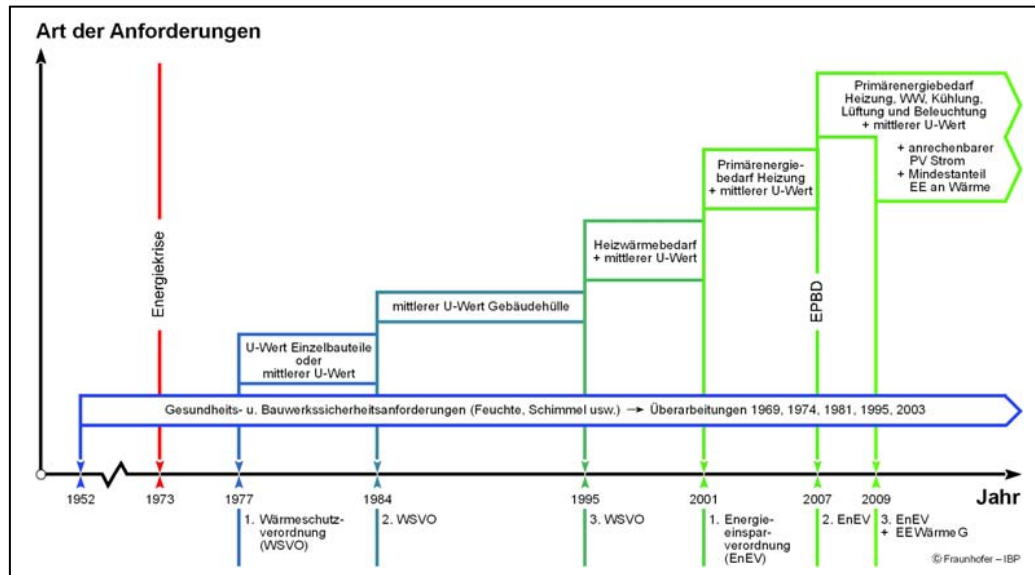 Art der Anforderungen
Energiekrise
Primärenergiebedarf
Heizung, WW, Kühlung,
Lüftung und Beleuchtung
+ mittlerer U-Wert
+ anrechenbarer
PV Strom
+ Mindestanteil
EE an Wärme
Primärenergie-
bedarf Heizung
+ mittlerer U-Wert
Heizwärmebedarf
+ mittlerer U-Wert
EPBD
mittlerer U-Wert Gebäudehülle
U-Wert Einzelbauteile
oder
mittlerer U-Wert
Gesundheits- u. Bauwerkssicherheitsanforderungen (Feuchte, Schimmel usw.) → Überarbeitungen 1969, 1974, 1981, 1995, 2003
1952
1973
1977
1984
1995
2001
2007
2009
Jahr
1. Wärmeschutz-
verordnung
(WSVO)
2. WSVO
3. WSVO
1. Energie-
einspar-
verordnung
(EnEV)
2. EnEV
3. EnEV
+ EEWärmeG
© Fraunhofer – IBP